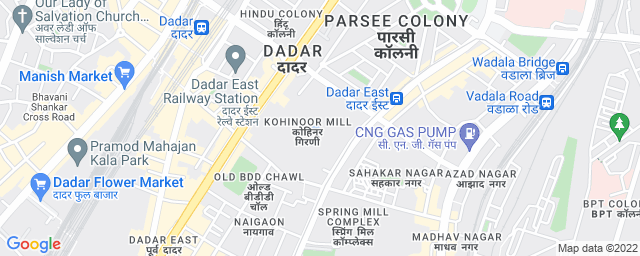 Our Lady of
Salvation Church...
अवर लेडी ऑफ
साल्वेशन चर्च
Dadar
दादर
HINDU COLONY
हिंदू
कॉलनी
PARSEE COLONY
पारसी
कॉलनी
DADAR
दादर
Manish Market
Dadar East
Railway Station
दादर ईस्ट
रेल्वे स्टेशन
Wadala Bridge
वडाला ब्रिज
Dadar East
दादर ईस्ट
Vadala Road
वडाळा रोड
Bhavani
Shankar
Cross Road
KOHINOOR MILL
कोहिनूर
गिरणी
CNG GAS PUMP
सी. एन. जी. गॅस पंप
Pramod Mahajan
Kala Park
Dadar Flower Market
दादर फुल बाजार
OLD BDD CHAWL
ओल्ड
बीडीडी
चॉल
SAHAKAR NAGAR
सहकार नगर
AZAD NAGAR
आझाद नगर
NAIGAON
नायगाव
SPRING MILL
COMPLEX
स्प्रिंग मिल
कॉम्प्लेक्स
BPT COLO
BPT कॉलनी
DADAR EAST
पूर्व दादर
MADHAV NAGAR
माधव नगर
Google
Map data ©2022